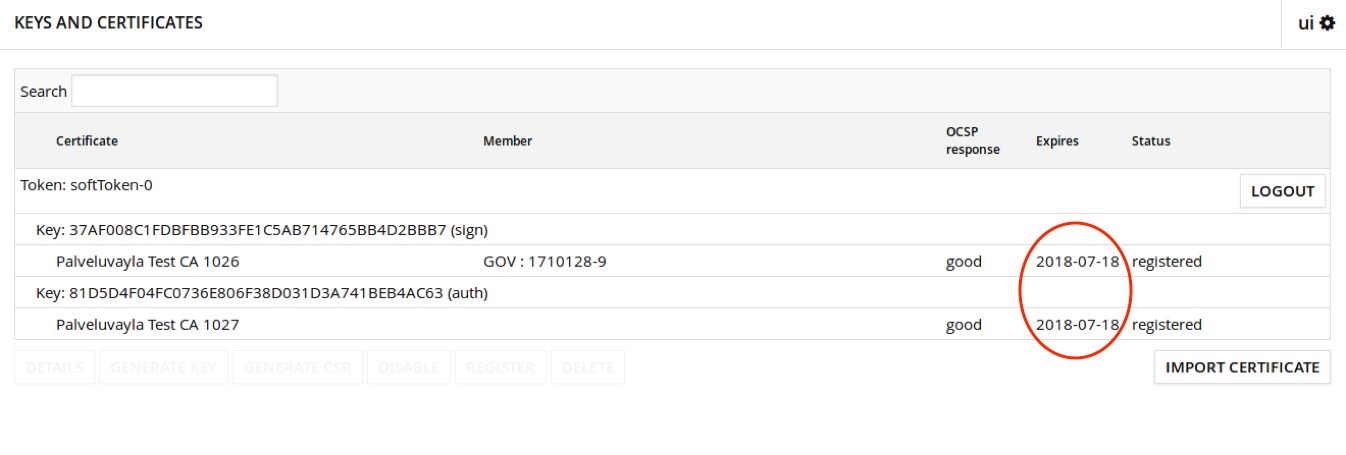 KEYS AND CERTIFICATES
ui
Search
Certificate Member OCSP response Expires Status
Token: softToken-0 LOGOUT
Key: 37AF008C1FDBFBB933FE1C5AB714765BB4D2BBB7 (sign)
Palveluvayla Test CA 1026 GOV : 1710128-9 good 2018-07-18 registered
Key: 81D5D4F04FC0736E806F38D031D3A741BEB4AC63 (auth)
Palveluvayla Test CA 1027 good 2018-07-18 registered
DETAILS GENERATE KEY GENERATE CSR DISABLE REGISTER DELETE IMPORT CERTIFICATE